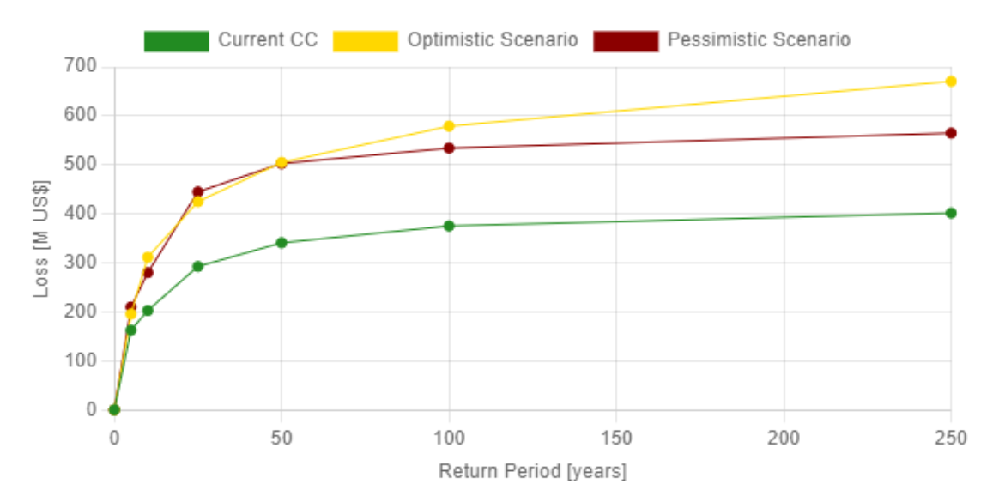 Current CC Optimistic Scenario Pessimistic Scenario
700
600
500
400
300
200
100
0
Loss [M US$]
0 50 100 150 200 250
Return Period [years]